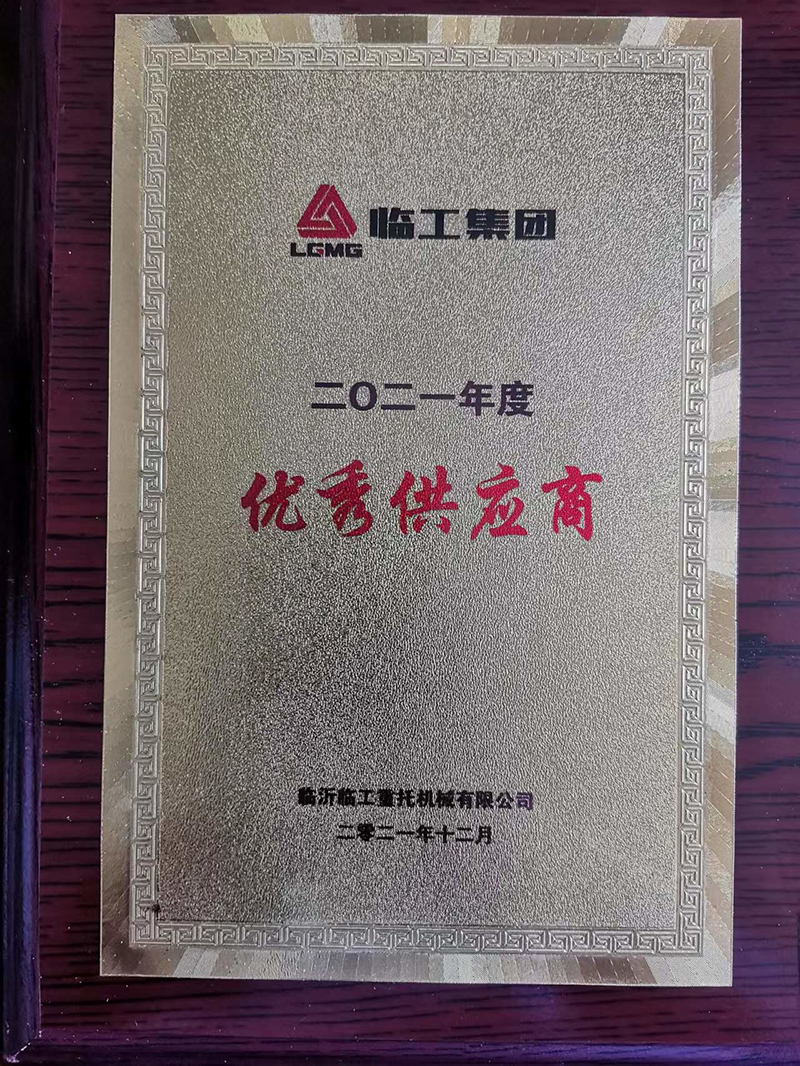 LGMG 临工集团
二〇二一年度
优秀供应商
临沂临工重托机械有限公司
二零二一年十二月